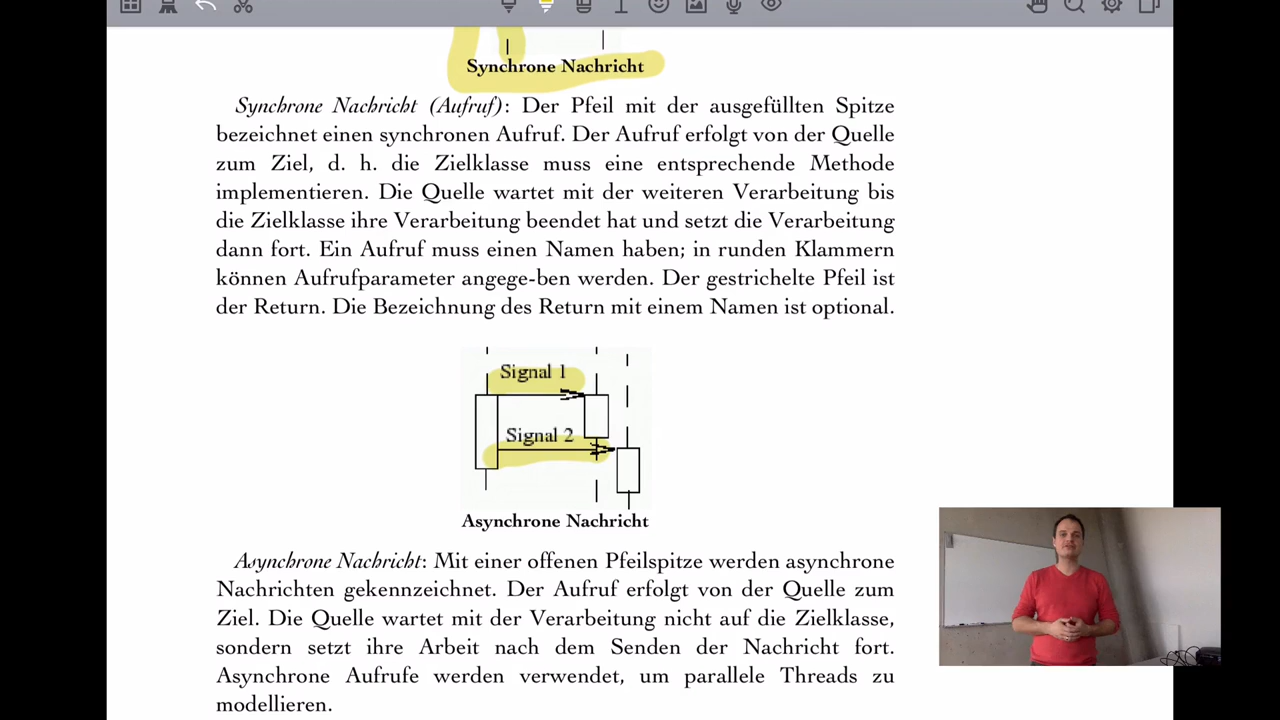 Synchrone Nachricht
Synchrone Nachricht (Aufruf): Der Pfeil mit der ausgefüllten Spitze
bezeichnet einen synchronen Aufruf. Der Aufruf erfolgt von der Quelle
zum Ziel, d. h. die Zielklasse muss eine entsprechende Methode
implementieren. Die Quelle wartet mit der weiteren Verarbeitung bis
die Zielklasse ihre Verarbeitung beendet hat und setzt die Verarbeitung
dann fort. Ein Aufruf muss einen Namen haben; in runden Klammern
können Aufrufparameter angege-ben werden. Der gestrichelte Pfeil ist
der Return. Die Bezeichnung des Return mit einem Namen ist optional.
Signal 1
Signal 2
Asynchrone Nachricht
Asynchrone Nachricht: Mit einer offenen Pfeilspitze werden asynchrone
Nachrichten gekennzeichnet. Der Aufruf erfolgt von der Quelle zum
Ziel. Die Quelle wartet mit der Verarbeitung nicht auf die Zielklasse,
sondern setzt ihre Arbeit nach dem Senden der Nachricht fort.
Asynchrone Aufrufe werden verwendet, um parallele Threads zu
modellieren.